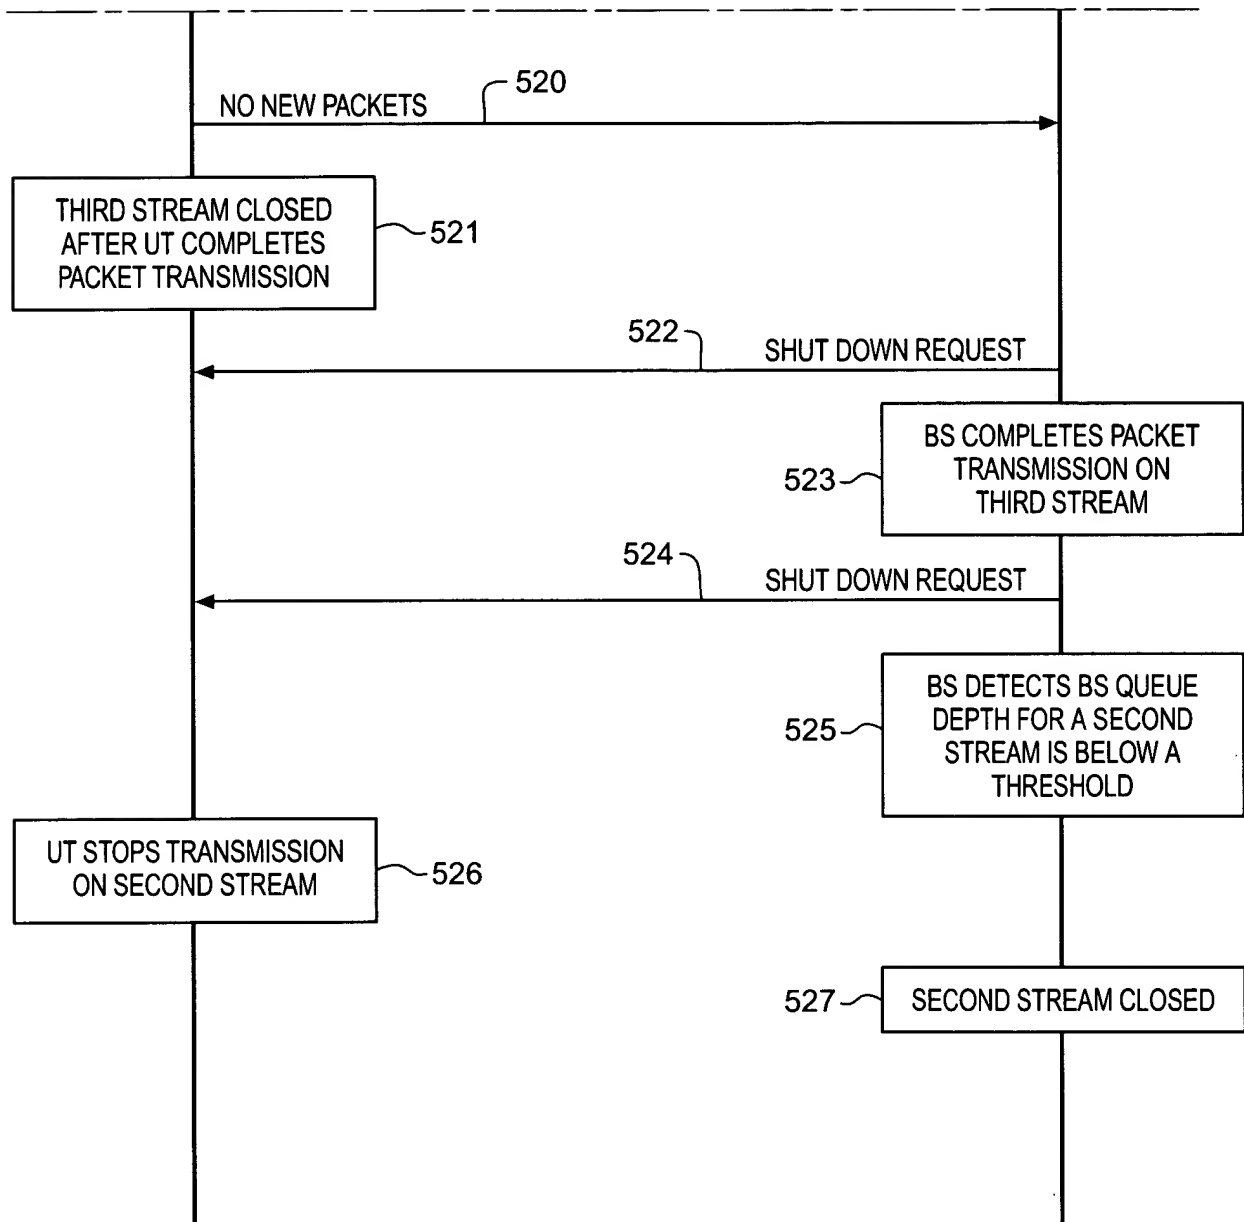 520
NO NEW PACKETS
THIRD STREAM CLOSED
AFTER UT COMPLETES
PACKET TRANSMISSION
521
522
SHUT DOWN REQUEST
BS COMPLETES PACKET
TRANSMISSION ON
THIRD STREAM
523
524
SHUT DOWN REQUEST
BS DETECTS BS QUEUE
DEPTH FOR A SECOND
STREAM IS BELOW A
THRESHOLD
525
UT STOPS TRANSMISSION
ON SECOND STREAM
526
527
SECOND STREAM CLOSED